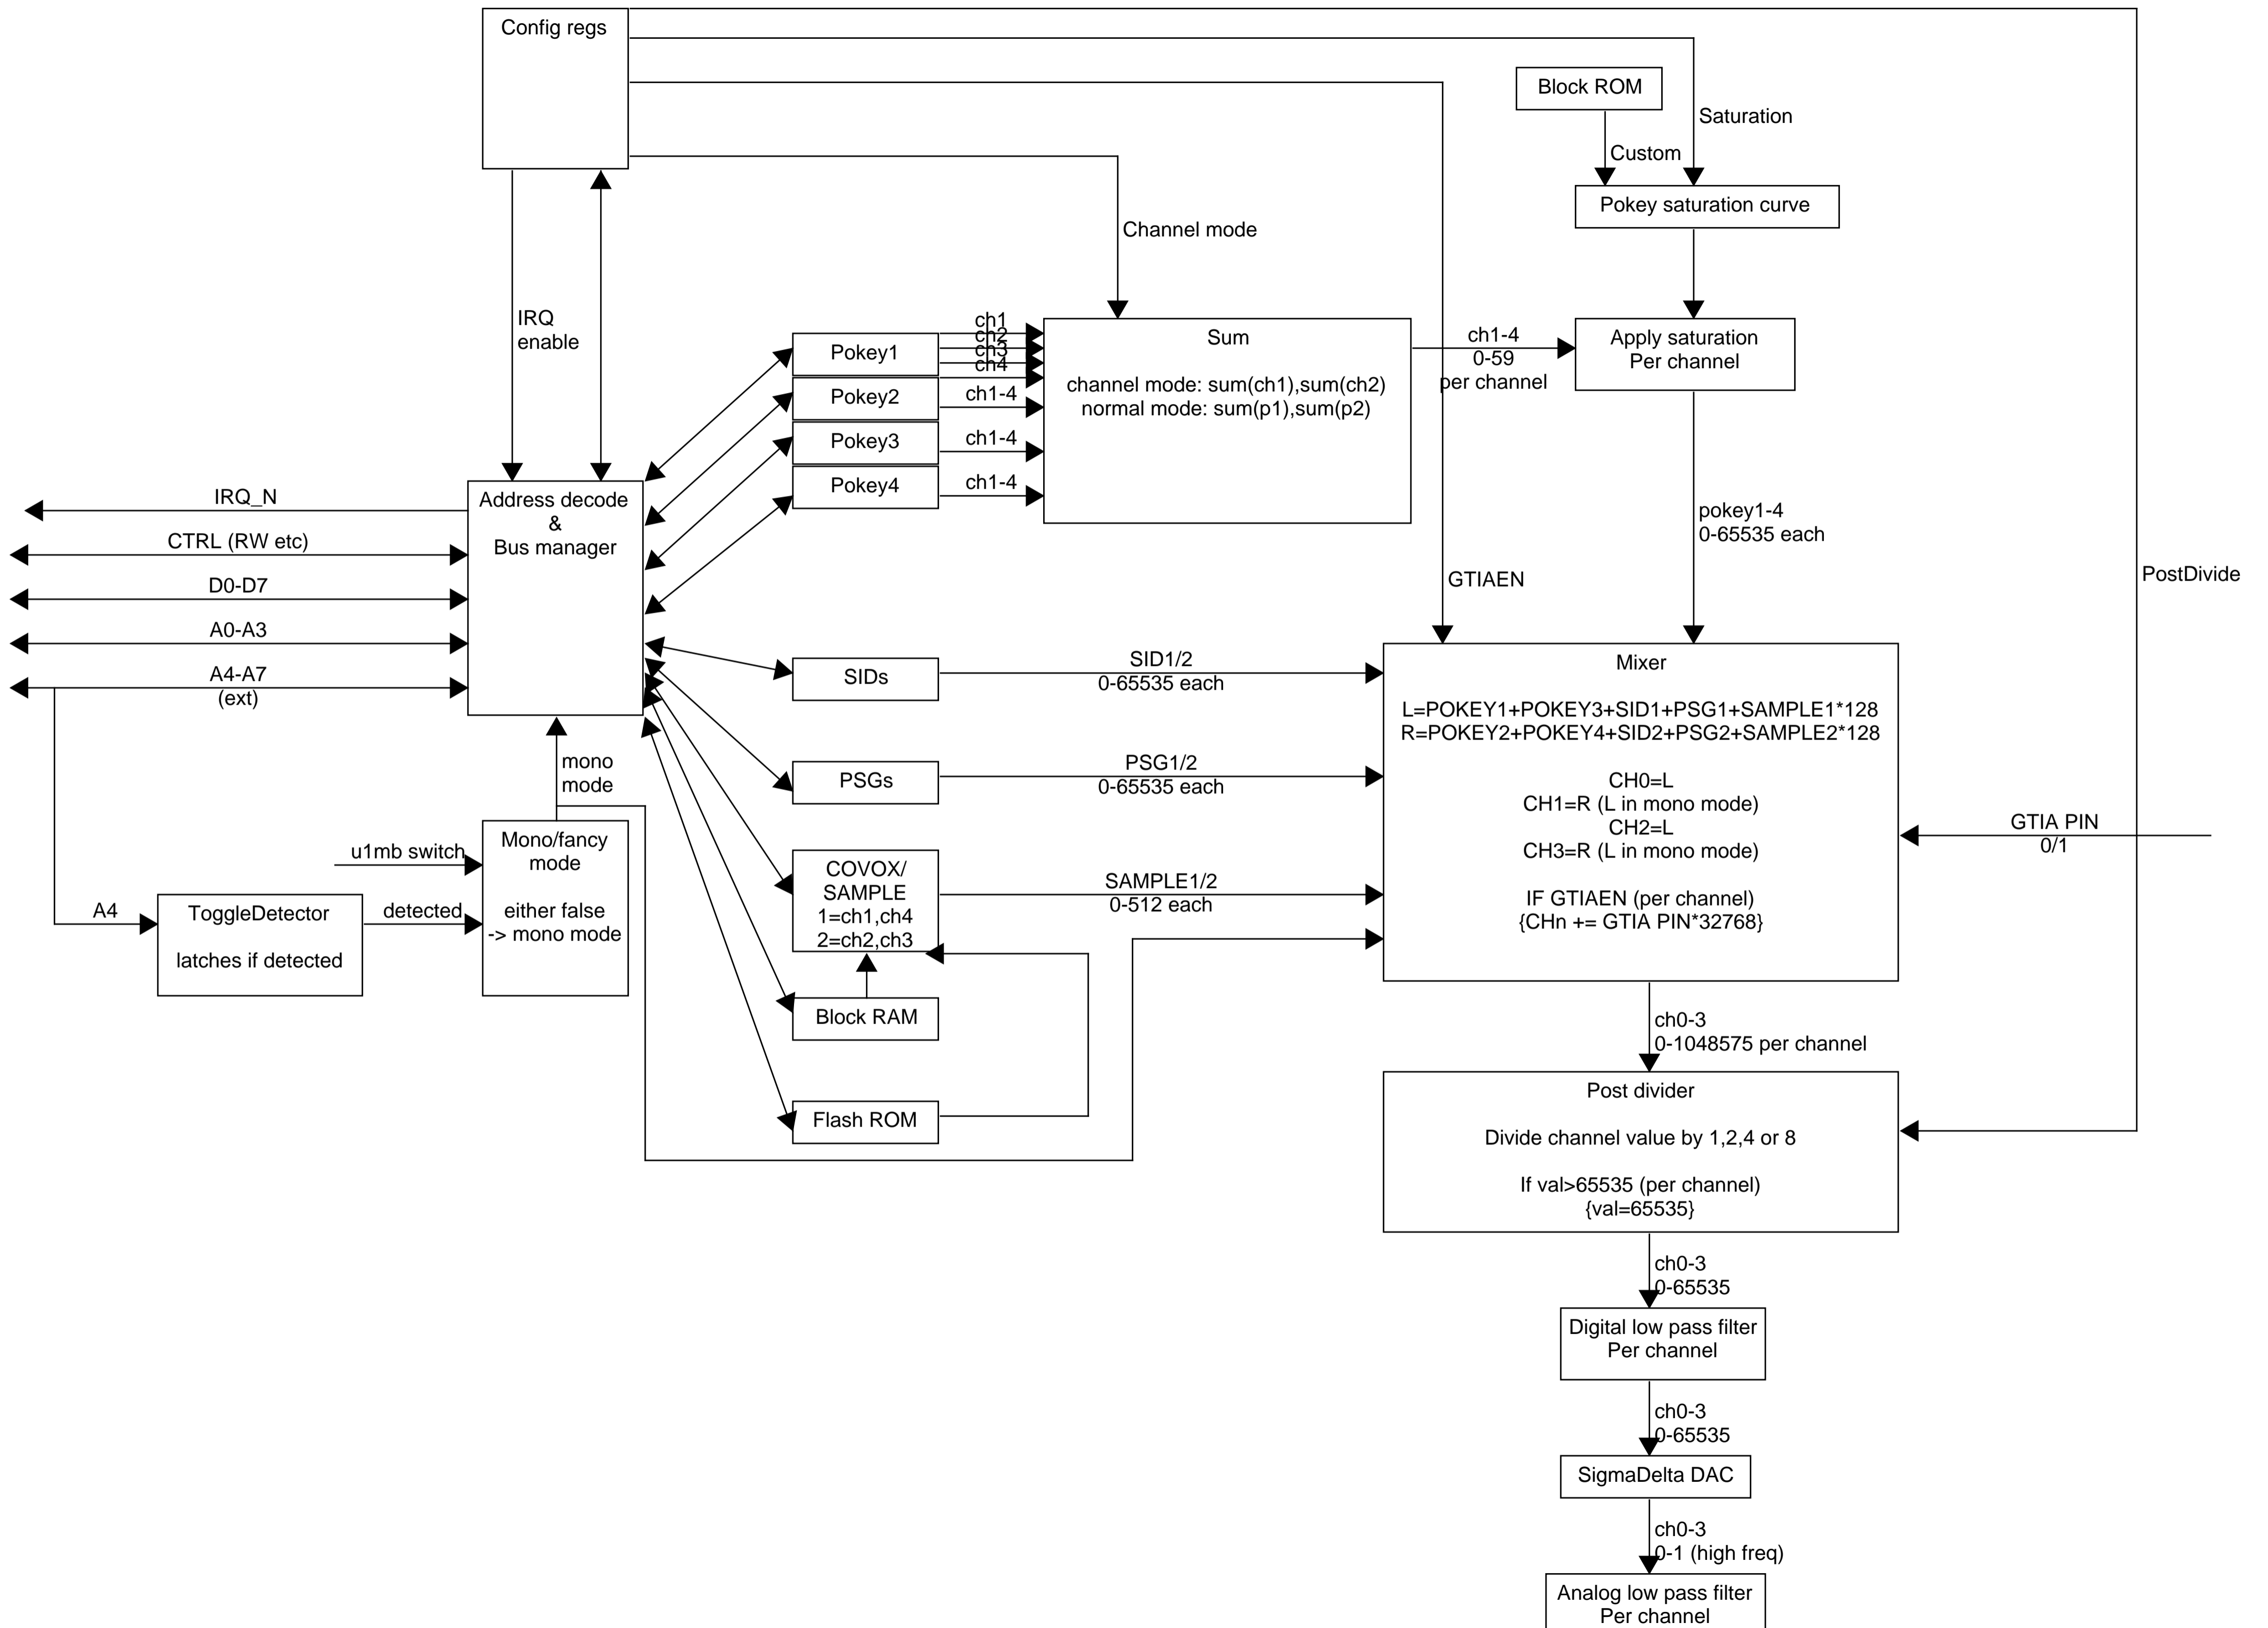 Config regs
Block ROM
Saturation
Custom
Pokey saturation curve
Channel mode
IRQ
enable
ch1
ch2
ch3
ch4
Pokey1
Pokey2
ch1-4
Pokey3
ch1-4
Pokey4
ch1-4
Sum
channel mode: sum(ch1),sum(ch2)
normal mode: sum(p1),sum(p2)
ch1-4
0-59
per channel
Apply saturation
Per channel
pokey1-4
0-65535 each
GTIAEN
PostDivide
IRQ_N
CTRL (RW etc)
D0-D7
A0-A3
A4-A7
(ext)
Address decode
&
Bus manager
SIDs
SID1/2
0-65535 each
PSGs
PSG1/2
0-65535 each
COVOX/
SAMPLE
1=ch1,ch4
2=ch2,ch3
SAMPLE1/2
0-512 each
Block RAM
Flash ROM
mono
mode
u1mb switch
Mono/fancy
mode
either false
-> mono mode
A4
ToggleDetector
latches if detected
detected
Mixer
L=POKEY1+POKEY3+SID1+PSG1+SAMPLE1*128
R=POKEY2+POKEY4+SID2+PSG2+SAMPLE2*128
CH0=L
CH1=R (L in mono mode)
CH2=L
CH3=R (L in mono mode)
IF GTIAEN (per channel)
{CHn += GTIA PIN*32768}
GTIA PIN
0/1
ch0-3
0-1048575 per channel
Post divider
Divide channel value by 1,2,4 or 8
If val>65535 (per channel)
{val=65535}
ch0-3
0-65535
Digital low pass filter
Per channel
ch0-3
0-65535
SigmaDelta DAC
ch0-3
0-1 (high freq)
Analog low pass filter
Per channel